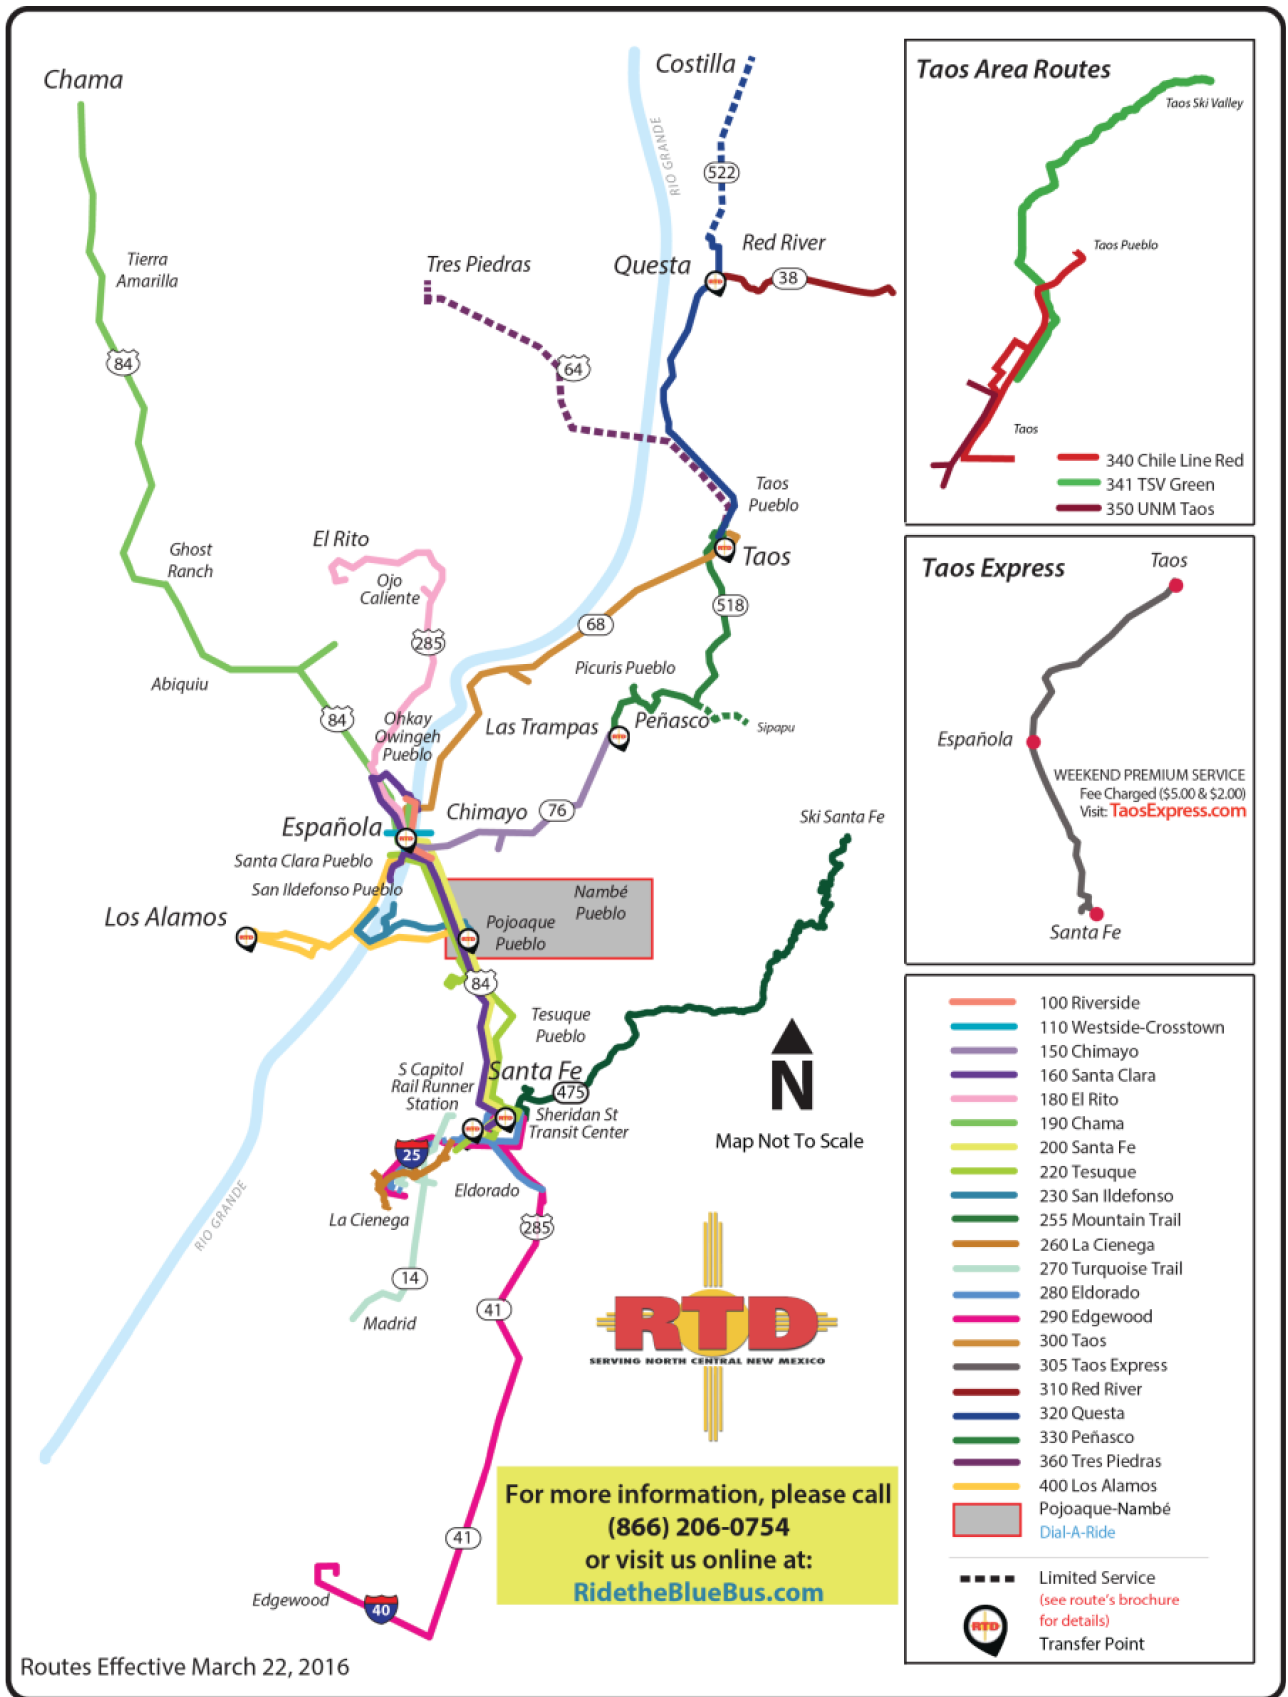 Chama
Costilla
RIO GRANDE
522
Tierra
Amarilla
Tres Piedras
Questa
RTD
Red River
38
84
64
Taos
Pueblo
El Rito
Ghost
Ranch
Ojo
Caliente
RTD
Taos
518
68
285
Picuris Pueblo
Abiquiu
84
Ohkay
Owingeh
Pueblo
Las Trampas
RTD
Peñasco
Sipapu
Chimayo
76
Española
RTD
Ski Santa Fe
Santa Clara Pueblo
San Ildefonso Pueblo
Nambé
Pueblo
Los Alamos
RTD
Pojoaque
Pueblo
RTD
84
Tesuque
Pueblo
S Capitol
Rail Runner
Station
Santa Fe
475
RTD
RTD
Sheridan St
Transit Center
N
Map Not To Scale
25
Eldorado
La Cienega
285
RIO GRANDE
14
41
Madrid
RTD
SERVING NORTH CENTRAL NEW MEXICO
41
Edgewood
40
For more information, please call
(866) 206-0754
or visit us online at:
RidetheBlueBus.com
Routes Effective March 22, 2016
Taos Area Routes
Taos Ski Valley
Taos Pueblo
Taos
340 Chile Line Red
341 TSV Green
350 UNM Taos
Taos Express
Taos
Española
WEEKEND PREMIUM SERVICE
Fee Charged ($5.00 & $2.00)
Visit: TaosExpress.com
Santa Fe
100 Riverside
110 Westside-Crosstown
150 Chimayo
160 Santa Clara
180 El Rito
190 Chama
200 Santa Fe
220 Tesuque
230 San Ildefonso
255 Mountain Trail
260 La Cienega
270 Turquoise Trail
280 Eldorado
290 Edgewood
300 Taos
305 Taos Express
310 Red River
320 Questa
330 Peñasco
360 Tres Piedras
400 Los Alamos
Pojoaque-Nambé
Dial-A-Ride
Limited Service
(see route's brochure
for details)
RTD
Transfer Point